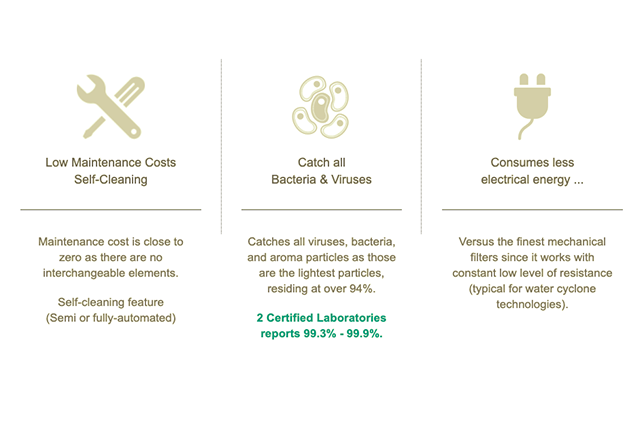 Low Maintenance Costs
Self-Cleaning
Maintenance cost is close to
zero as there are no
interchangeable elements.
Self-cleaning feature
(Semi or fully-automated)
Catch all
Bacteria & Viruses
Catches all viruses, bacteria,
and aroma particles as those
are the lightest particles,
residing at over 94%.
2 Certified Laboratories
reports 99.3% - 99.9%.
Consumes less
electrical energy ...
Versus the finest mechanical
filters since it works with
constant low level of resistance
(typical for water cyclone
technologies).